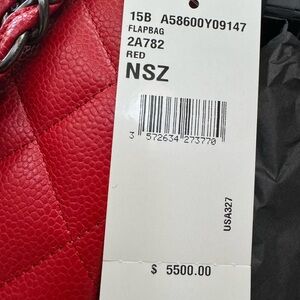 15B A58600Y09147
FLAPBAG
2A782
RED
NSZ
3 572634 273770
USA327
$ 5500.00